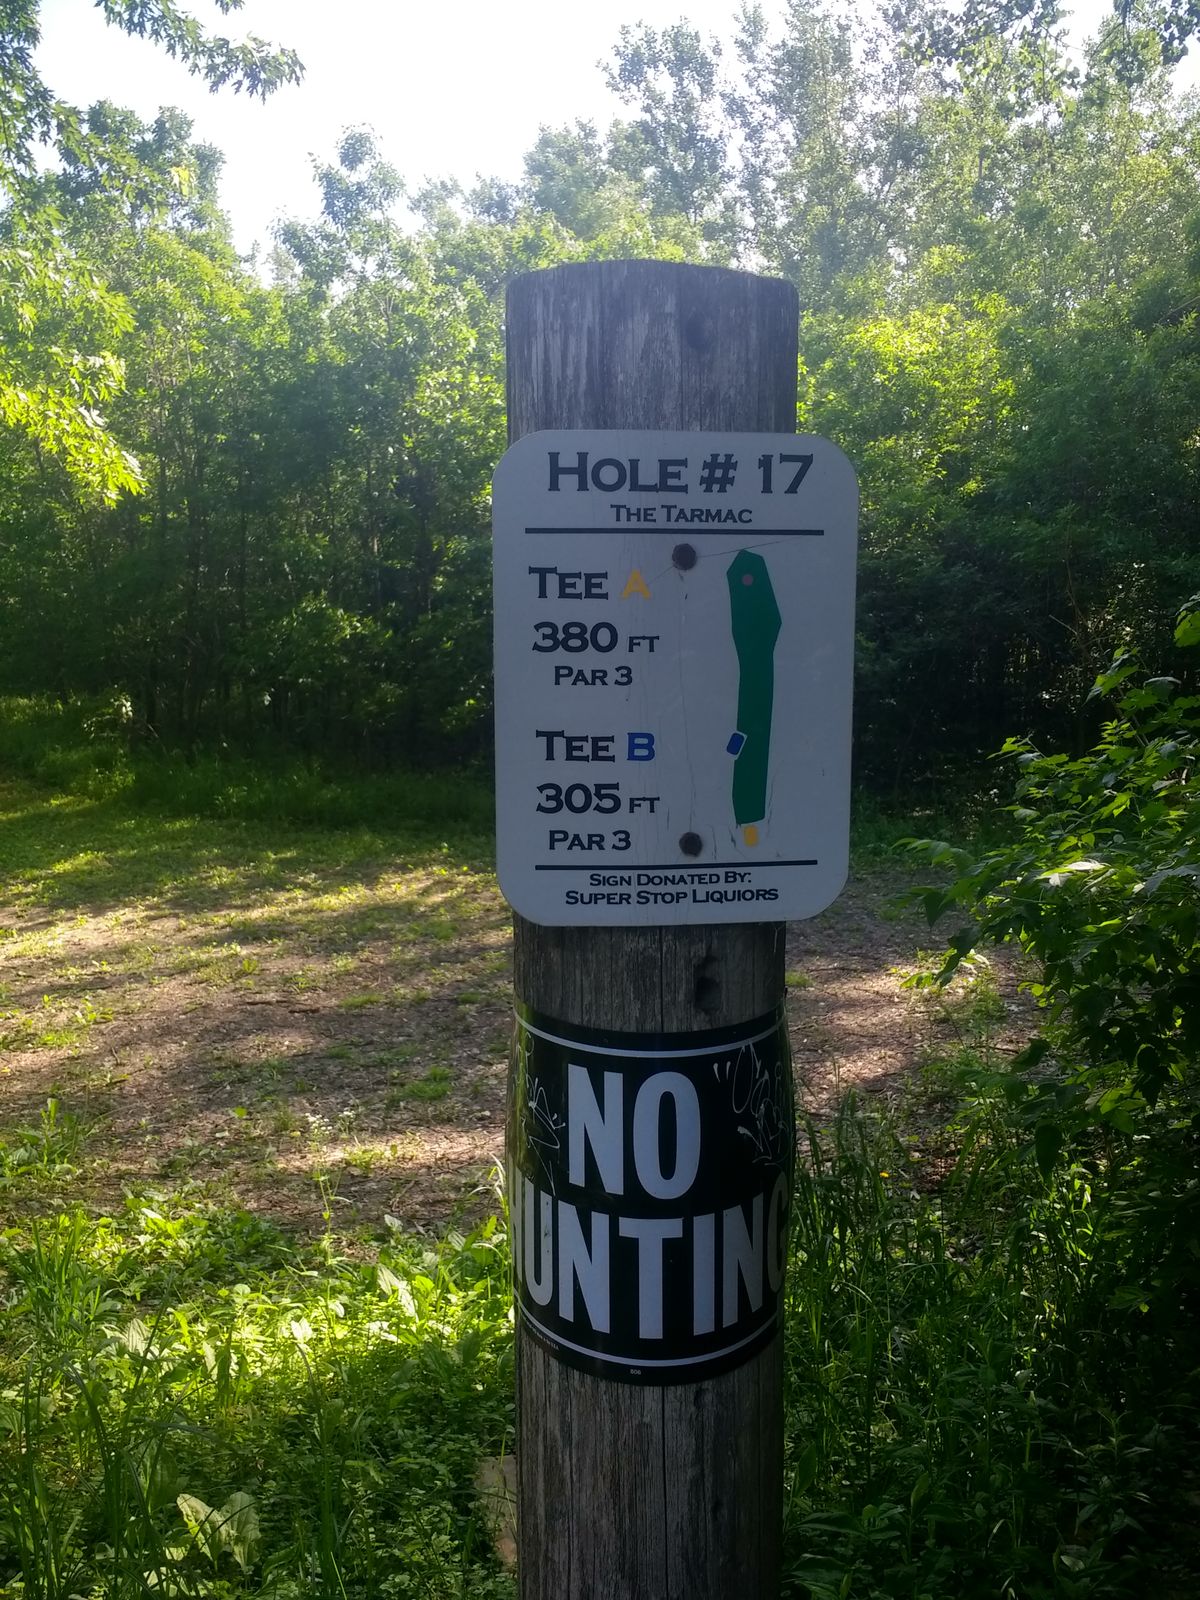 HOLE # 17
THE TARMAC
TEE A
380 FT
PAR 3
TEE B
305 FT
PAR 3
SIGN DONATED BY:
SUPER STOP LIQUIORS
NO
HUNTING